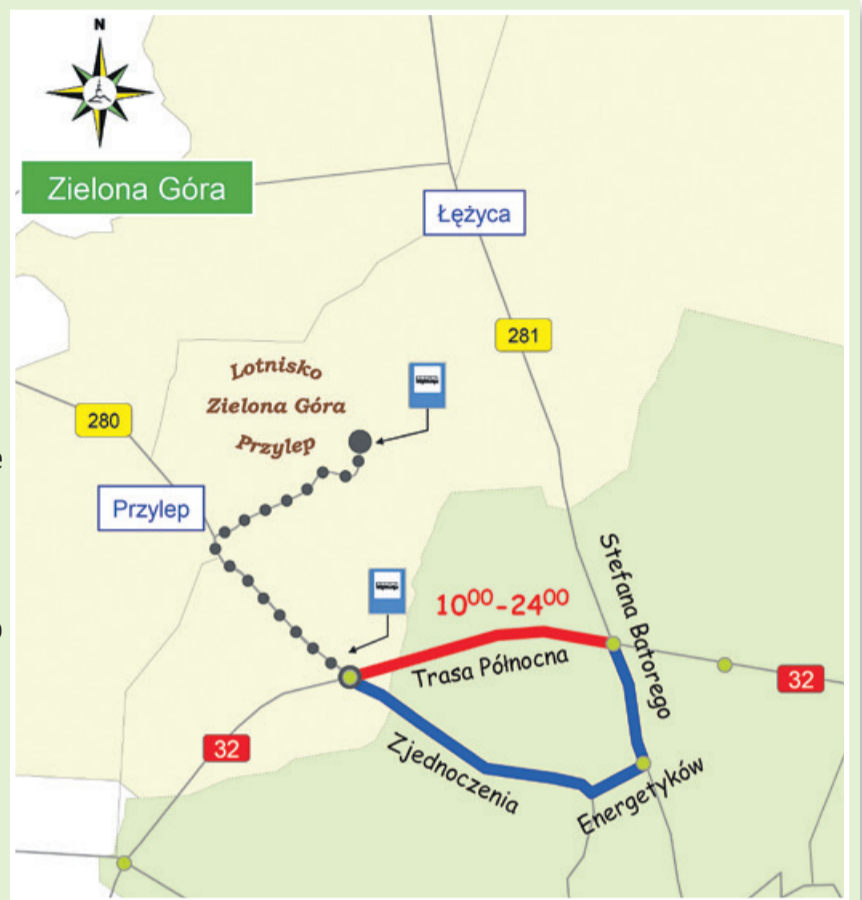 N
Zielona Góra
Łężyca
281
Lotnisko
Zielona Góra
Przylep
280
Przylep
10⁰⁰-24⁰⁰
Trasa Północna
Stefana Batorego
32
32
Zjednoczenia
Energetyków